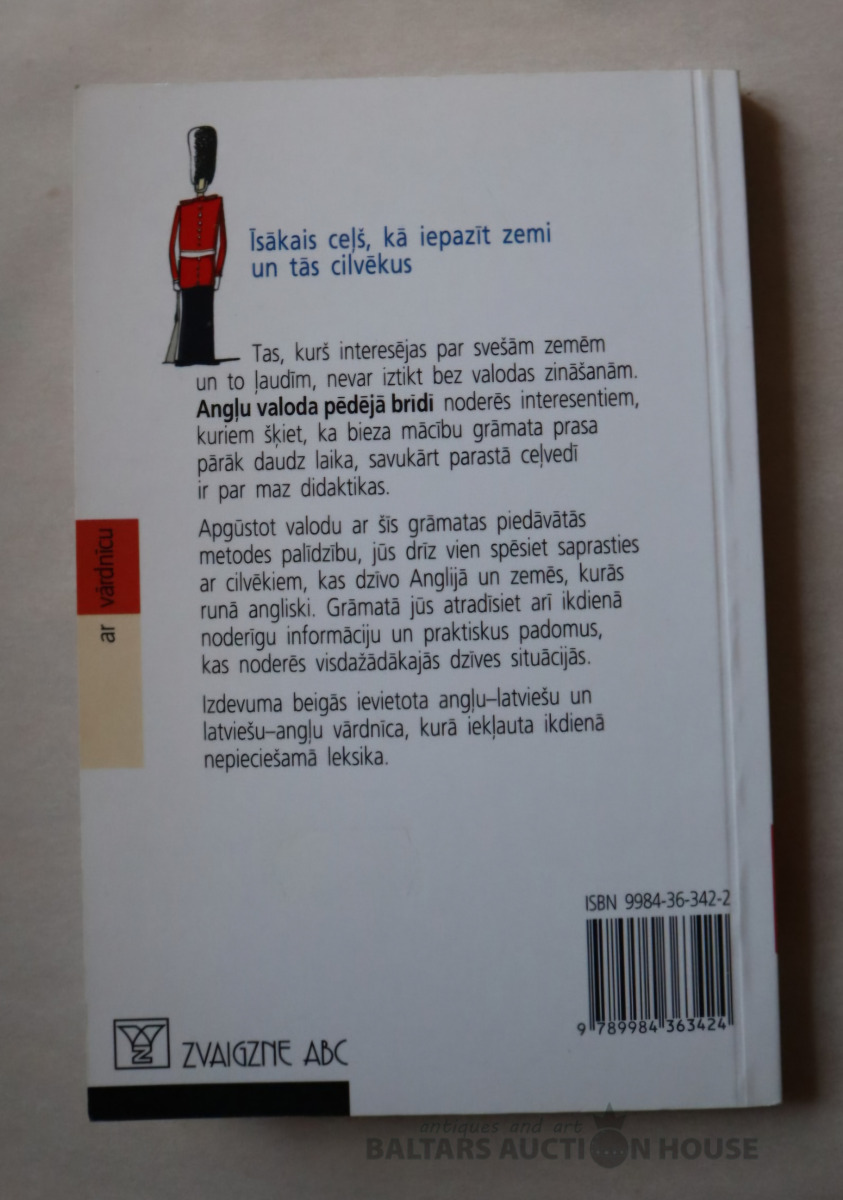 Īsākais ceļš, kā iepazīt zemi
un tās cilvēkus
Tas, kurš interesējas par svešām zemēm
un to ļaudīm, nevar iztikt bez valodas zināšanām.
Angļu valoda pēdējā brīdī noderēs interesentiem,
kuriem šķiet, ka bieza mācību grāmata prasa
pārāk daudz laika, savukārt parastā ceļvedī
ir par maz didaktikas.
Apgūstot valodu ar šīs grāmatas piedāvātās
metodes palīdzību, jūs drīz vien spēsiet saprasties
ar cilvēkiem, kas dzīvo Anglijā un zemēs, kurās
runā angliski. Grāmatā jūs atradīsiet arī ikdienā
noderīgu informāciju un praktiskus padomus,
kas noderēs visdažādākajās dzīves situācijās.
Izdevuma beigās ievietota angļu–latviešu un
latviešu–angļu vārdnīca, kurā iekļauta ikdienā
nepieciešamā leksika.
ar vārdnīcu
ISBN 9984-36-342-2
9 789984 363424
ZVAIGZNE ABC
antiques and art
BALTARS AUCTION HOUSE